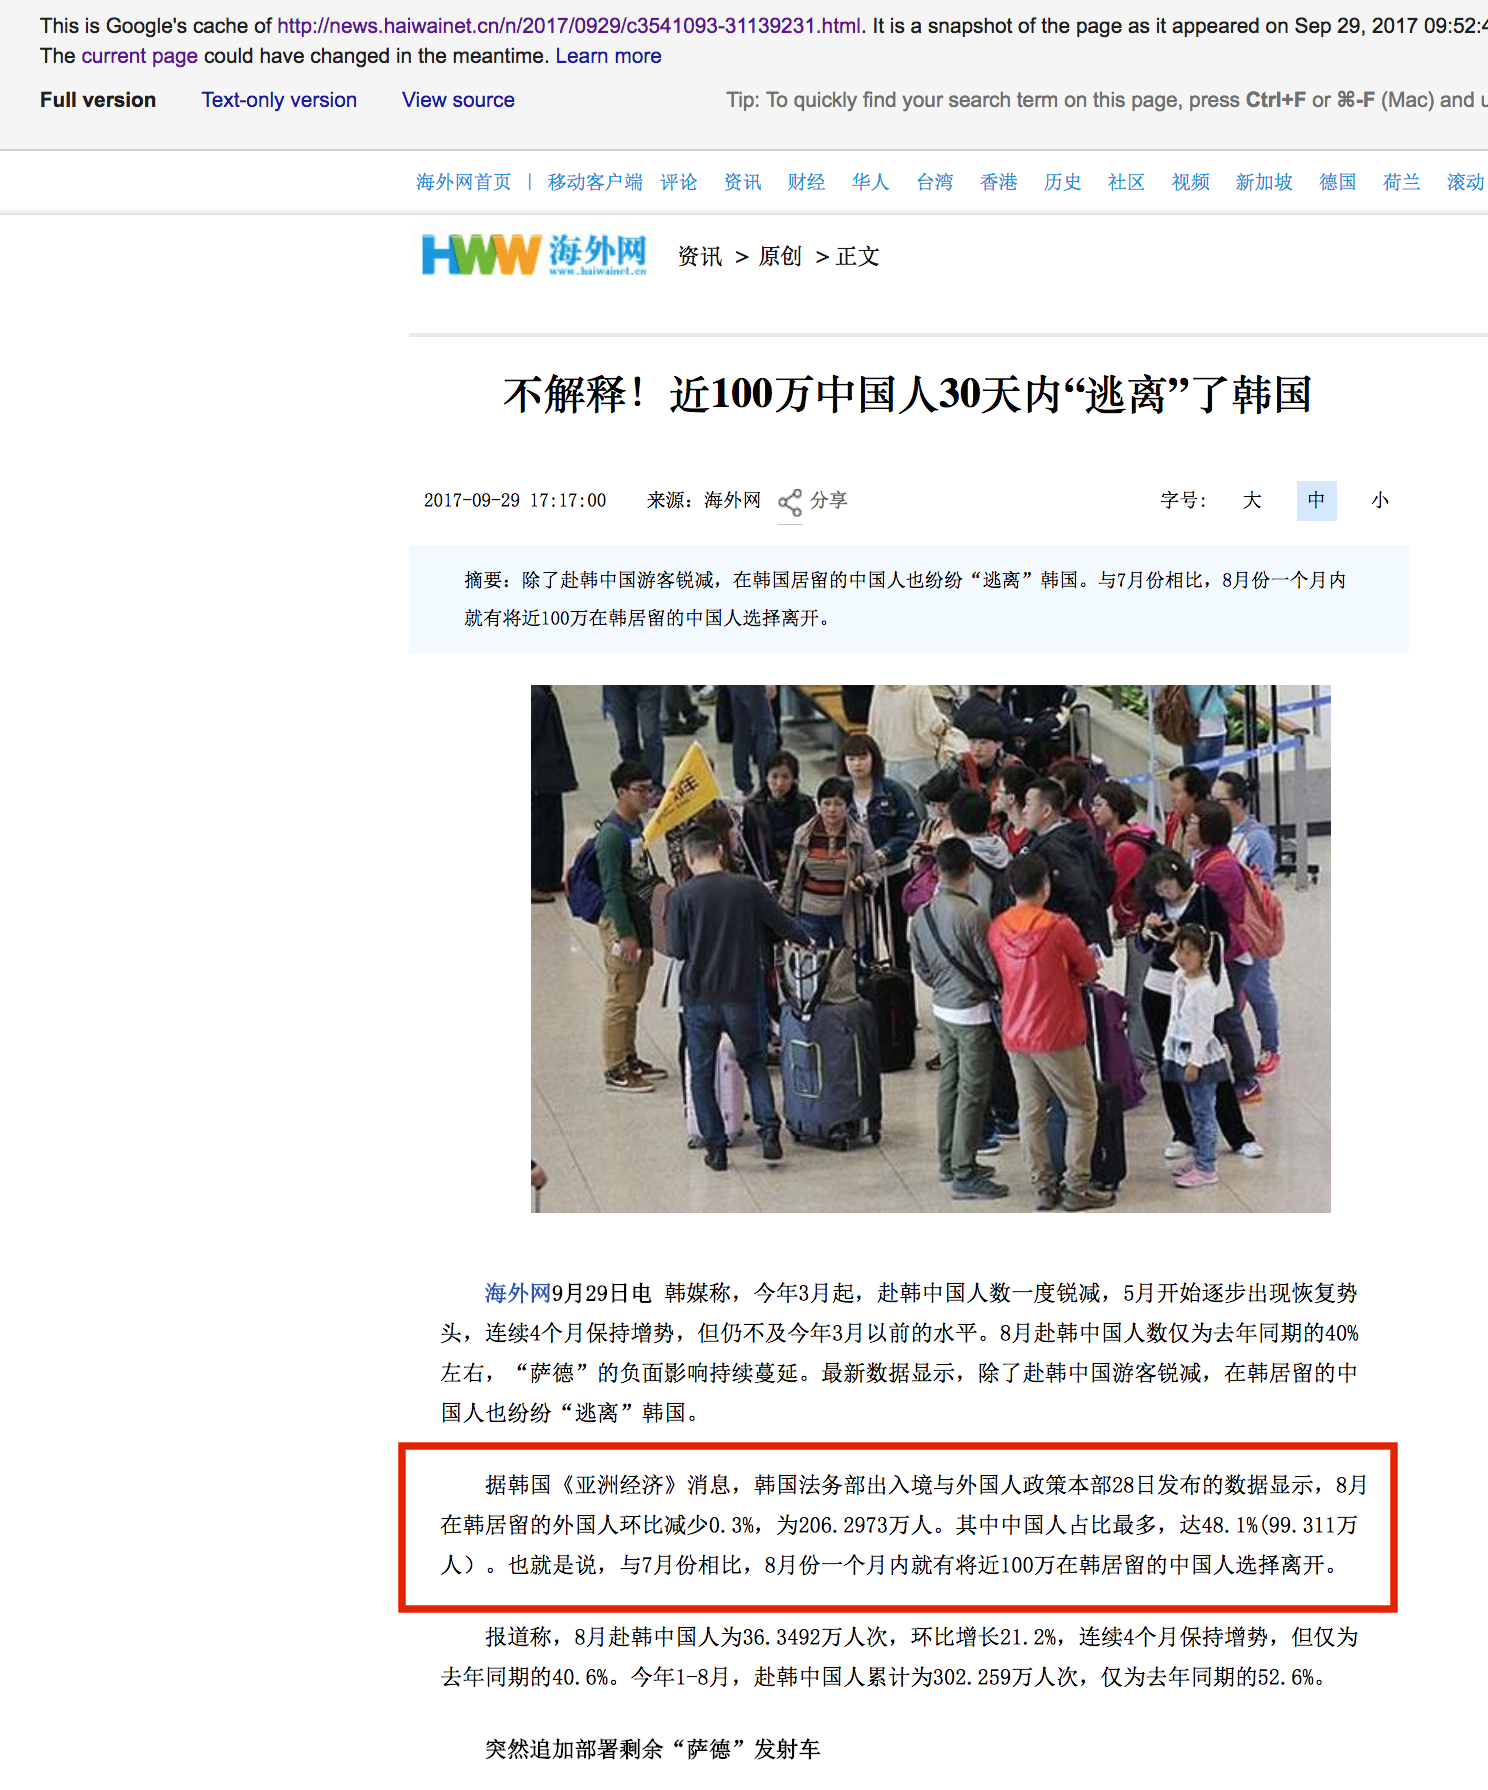 This is Google's cache of http://news.haiwainet.cn/n/2017/0929/c3541093-31139231.html. It is a snapshot of the page as it appeared on Sep 29, 2017 09:52:4
The current page could have changed in the meantime. Learn more
Full version Text-only version View source Tip: To quickly find your search term on this page, press Ctrl+F or ⌘-F (Mac) and u
海外网首页 | 移动客户端 评论 资讯 财经 华人 台湾 香港 历史 社区 视频 新加坡 德国 荷兰 滚动
HWW 海外网 www.haiwainet.cn 资讯 > 原创 > 正文
不解释！近100万中国人30天内“逃离”了韩国
2017-09-29 17:17:00 来源：海外网 分享 字号： 大 中 小
摘要：除了赴韩中国游客锐减，在韩国居留的中国人也纷纷“逃离”韩国。与7月份相比，8月份一个月内
就有将近100万在韩居留的中国人选择离开。
海外网9月29日电 韩媒称，今年3月起，赴韩中国人数一度锐减，5月开始逐步出现恢复势
头，连续4个月保持增势，但仍不及今年3月以前的水平。8月赴韩中国人数仅为去年同期的40%
左右，“萨德”的负面影响持续蔓延。最新数据显示，除了赴韩中国游客锐减，在韩居留的中
国人也纷纷“逃离”韩国。
据韩国《亚洲经济》消息，韩国法务部出入境与外国人政策本部28日发布的数据显示，8月
在韩居留的外国人环比减少0.3%，为206.2973万人。其中中国人占比最多，达48.1%(99.311万
人）。也就是说，与7月份相比，8月份一个月内就有将近100万在韩居留的中国人选择离开。
报道称，8月赴韩中国人为36.3492万人次，环比增长21.2%，连续4个月保持增势，但仅为
去年同期的40.6%。今年1-8月，赴韩中国人累计为302.259万人次，仅为去年同期的52.6%。
突然追加部署剩余“萨德”发射车